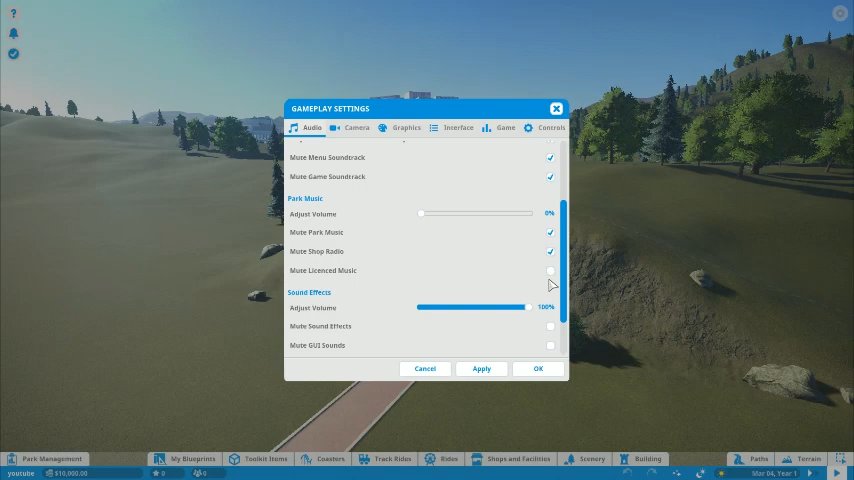 ?
GAMEPLAY SETTINGS
Audio Camera Graphics Interface Game Controls
Mute Menu Soundtrack
Mute Game Soundtrack
Park Music
Adjust Volume 0%
Mute Park Music
Mute Shop Radio
Mute Licenced Music
Sound Effects
Adjust Volume 100%
Mute Sound Effects
Mute GUI Sounds
Cancel Apply OK
Park Management My Blueprints Toolkit Items Coasters Track Rides Rides Shops and Facilities Scenery Building Paths Terrain
youtube $10,000.00 0 0 Mar 04, Year 1